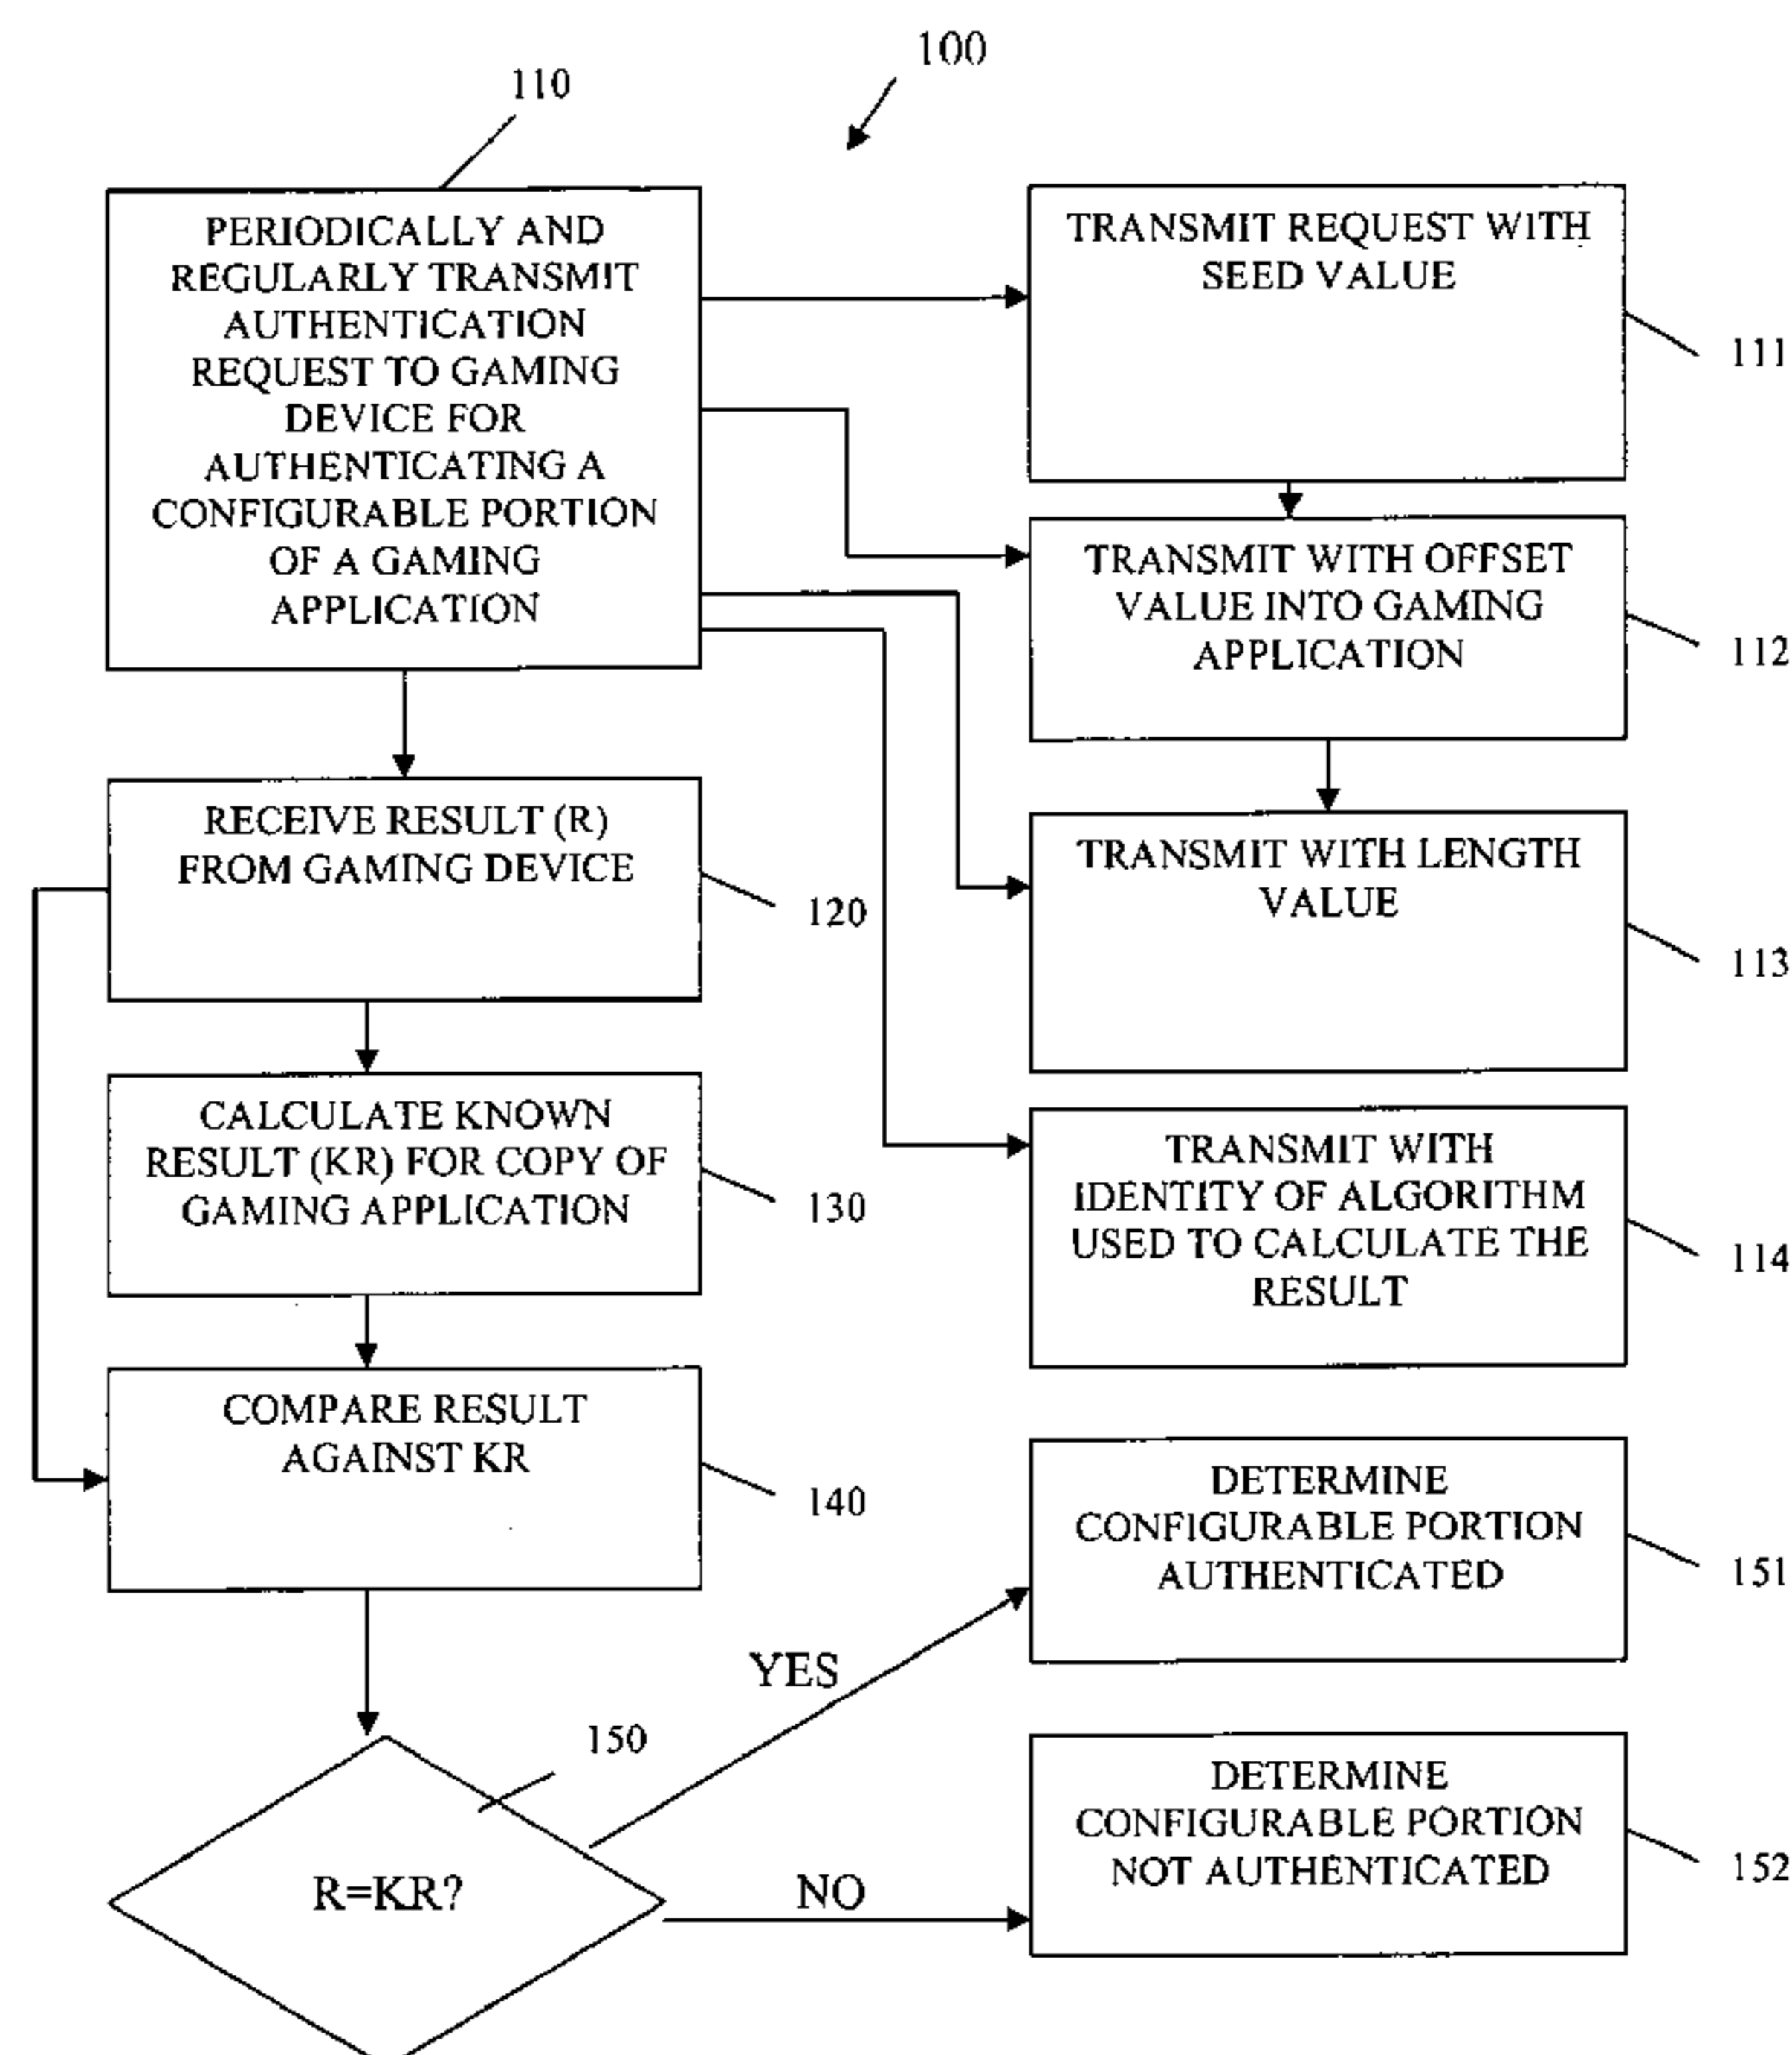 100
110
PERIODICALLY AND
REGULARLY TRANSMIT
AUTHENTICATION
REQUEST TO GAMING
DEVICE FOR
AUTHENTICATING A
CONFIGURABLE PORTION
OF A GAMING
APPLICATION
TRANSMIT REQUEST WITH
SEED VALUE
111
TRANSMIT WITH OFFSET
VALUE INTO GAMING
APPLICATION
112
RECEIVE RESULT (R)
FROM GAMING DEVICE
120
TRANSMIT WITH LENGTH
VALUE
113
CALCULATE KNOWN
RESULT (KR) FOR COPY OF
GAMING APPLICATION
130
TRANSMIT WITH
IDENTITY OF ALGORITHM
USED TO CALCULATE THE
RESULT
114
COMPARE RESULT
AGAINST KR
140
DETERMINE
CONFIGURABLE PORTION
AUTHENTICATED
151
YES
150
R=KR?
NO
DETERMINE
CONFIGURABLE PORTION
NOT AUTHENTICATED
152